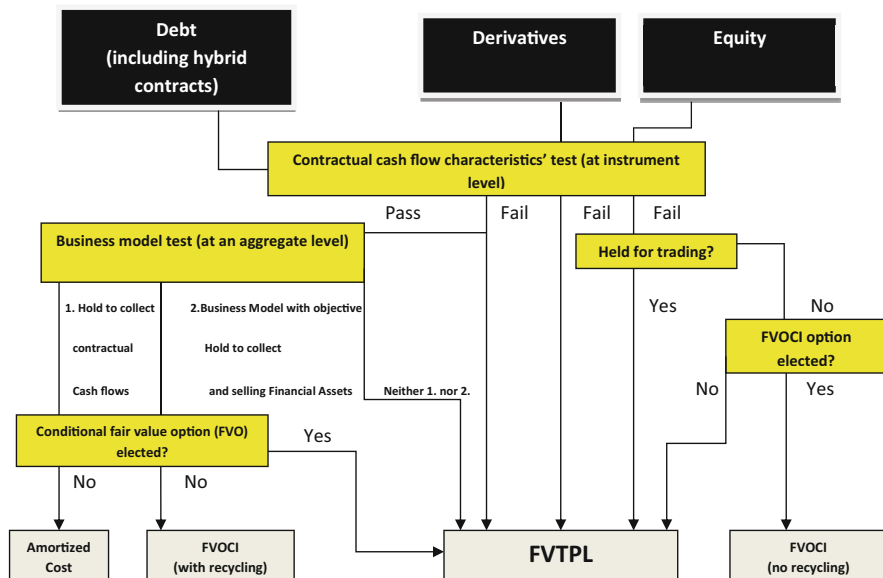 Debt
(including hybrid
contracts)
Derivatives
Equity
Contractual cash flow characteristics' test (at instrument
level)
Pass
Fail
Fail
Fail
Business model test (at an aggregate level)
Held for trading?
1. Hold to collect
contractual
Cash flows
2.Business Model with objective
Hold to collect
and selling Financial Assets
Neither 1. nor 2.
Yes
No
FVOCI option
elected?
No
Yes
Conditional fair value option (FVO)
elected?
Yes
No
No
Amortized
Cost
FVOCI
(with recycling)
FVTPL
FVOCI
(no recycling)